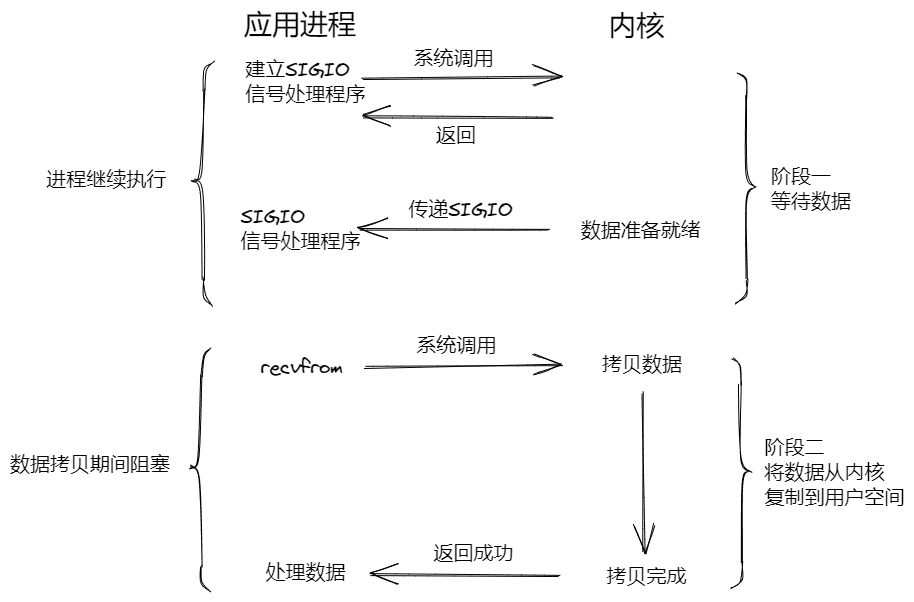 应用进程
内核
建立SIGIO
信号处理程序
系统调用
返回
进程继续执行
阶段一
等待数据
SIGIO
信号处理程序
传递SIGIO
数据准备就绪
recvfrom
系统调用
拷贝数据
数据拷贝期间阻塞
阶段二
将数据从内核
复制到用户空间
处理数据
返回成功
拷贝完成